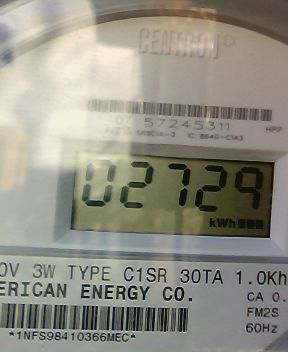 CENTRON®
57245311 HPP
02729
kWh
0V 3W TYPE C1SR 30TA 1.0Kh
ERICAN ENERGY CO. CA 0.
FM2S
*1NFS98410366MEC* 60Hz